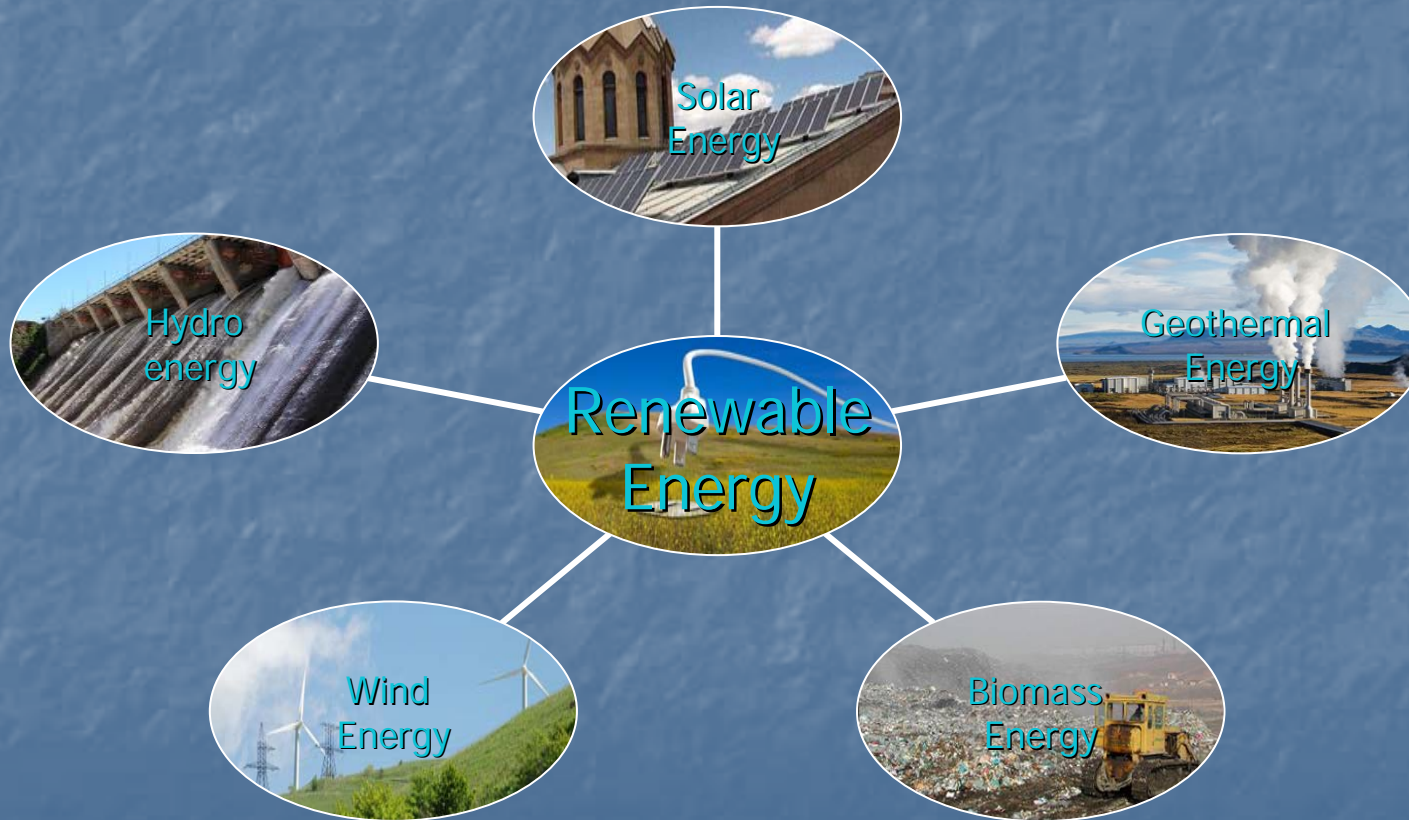 Solar
Energy
Hydro
energy
Geothermal
Energy
Renewable
Energy
Wind
Energy
Biomass
Energy